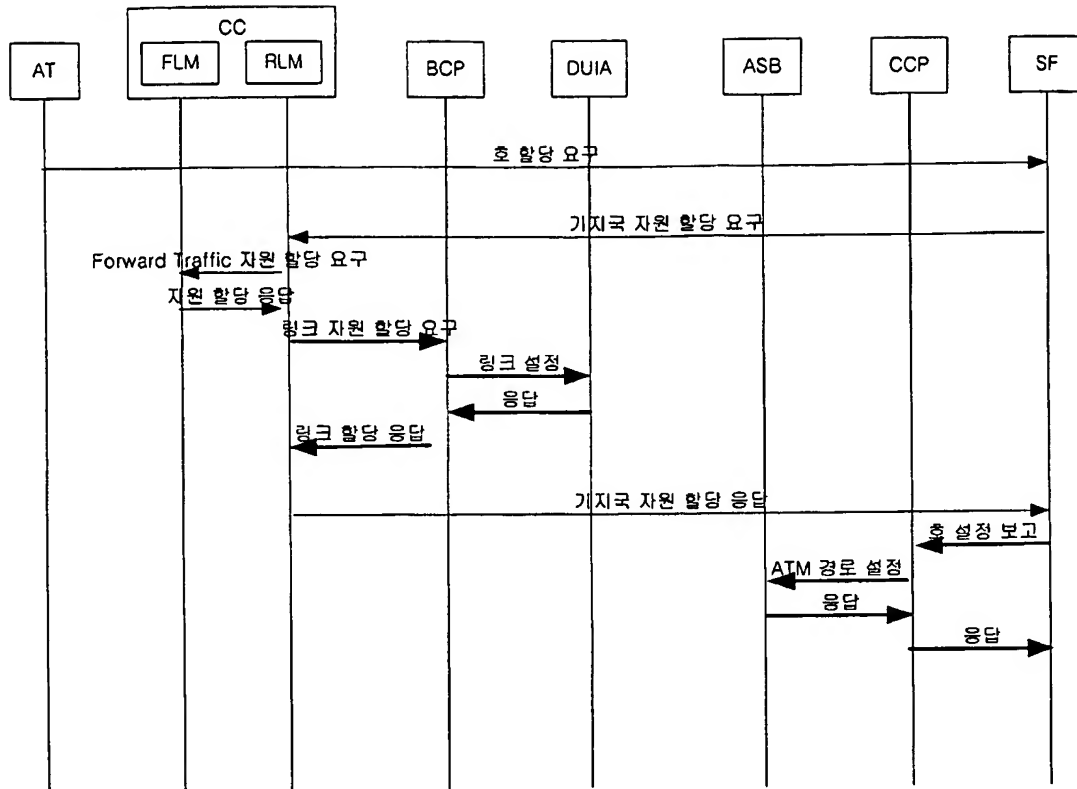 CC
AT
FLM
RLM
BCP
DUIA
ASB
CCP
SF
호 할당 요구
기지국 자원 할당 요구
Forward Traffic 자원 할당 요구
자원 할당 응답
링크 자원 할당 요구
링크 설정
응답
링크 할당 응답
기지국 자원 할당 응답
호 설정 보고
ATM 경로 설정
응답
응답